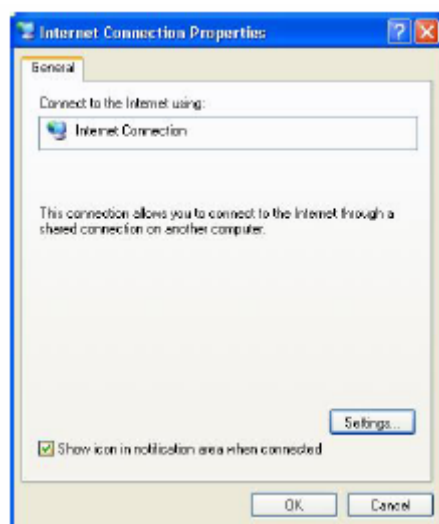 Internet Connection Properties
General
Connect to the Internet using:
Internet Connection
This connection allows you to connect to the Internet through a
shared connection on another computer.
Settings...
Show icon in notification area when connected
OK
Cancel